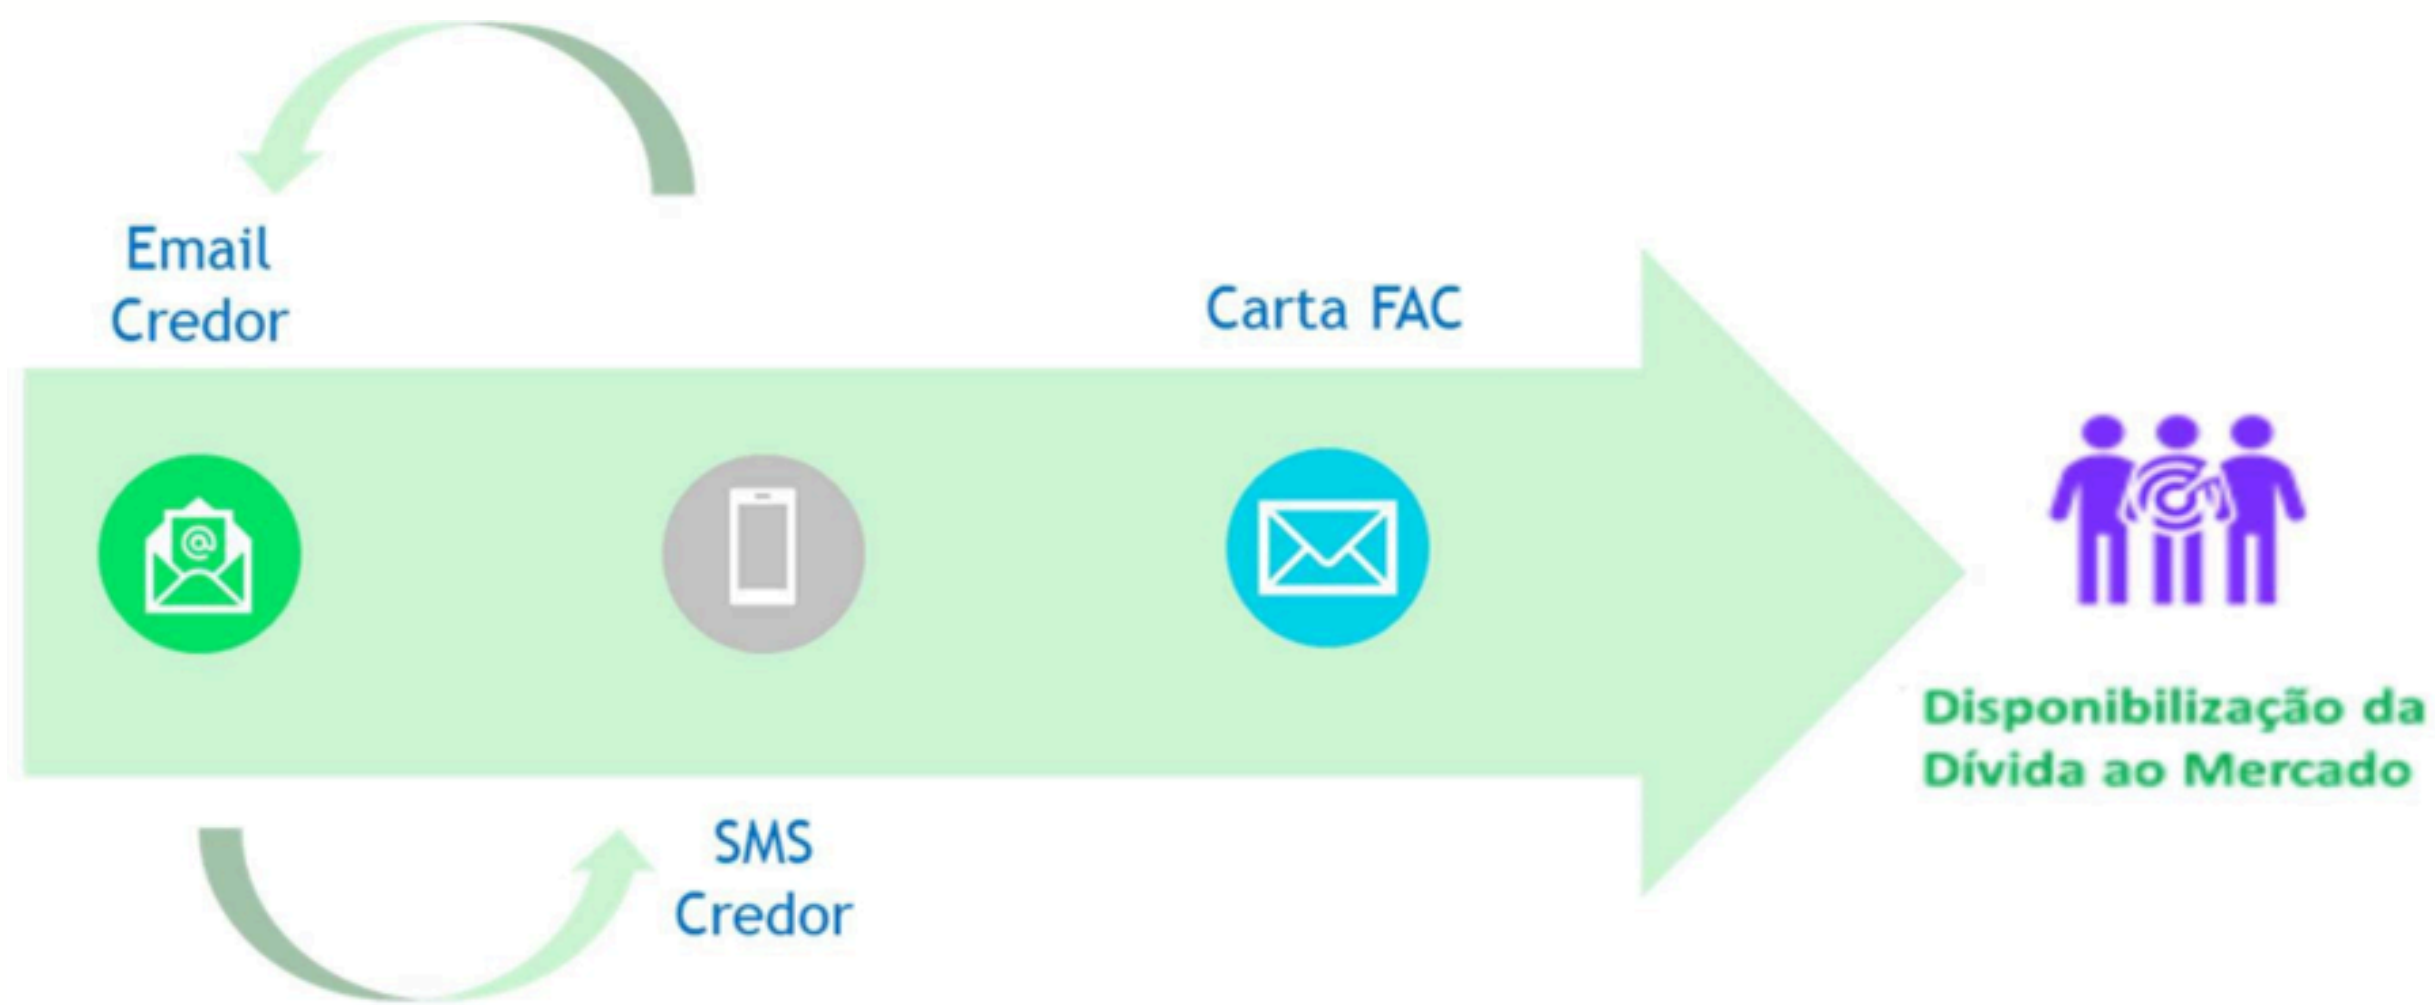 Email
Credor
Carta FAC
SMS
Credor
Disponibilização da
Dívida ao Mercado